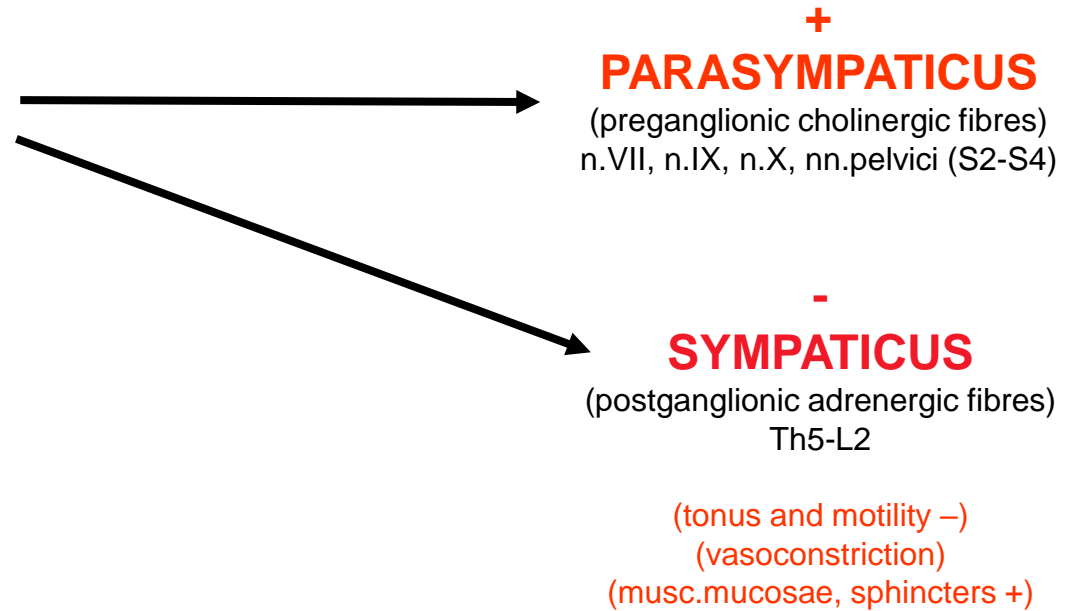 +
PARASYMPATICUS
(preganglionic cholinergic fibres)
n.VII, n.IX, n.X, nn.pelvici (S2-S4)
-
SYMPATICUS
(postganglionic adrenergic fibres)
Th5-L2
(tonus and motility –)
(vasoconstriction)
(musc.mucosae, sphincters +)